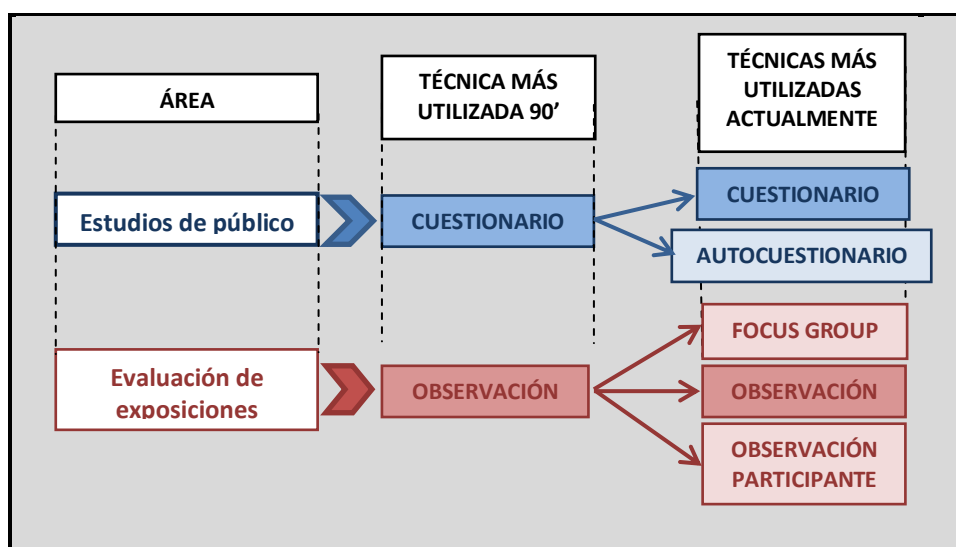 ÁREA
TÉCNICA MÁS
UTILIZADA 90’
TÉCNICAS MÁS
UTILIZADAS
ACTUALMENTE
Estudios de público
CUESTIONARIO
CUESTIONARIO
AUTOCUESTIONARIO
Evaluación de
exposiciones
OBSERVACIÓN
FOCUS GROUP
OBSERVACIÓN
OBSERVACIÓN
PARTICIPANTE